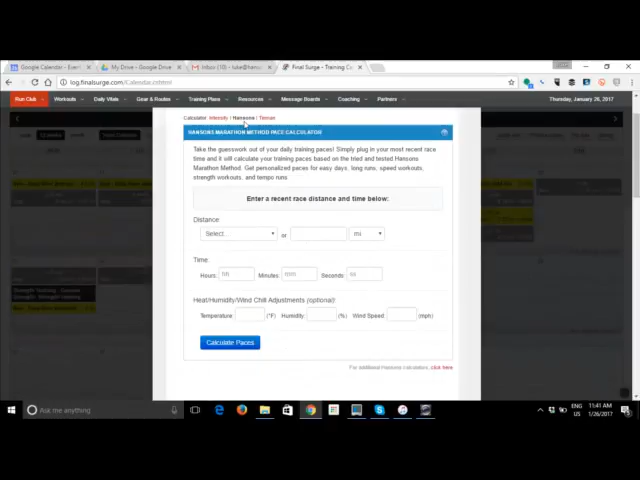 Google Calendar - Even
My Drive - Google Drive
Inbox (10) - luke@hans
Final Surge - Training C
log.finalsurge.com/Calendar.cshtml
Run Club
Workouts
Daily Vitals
Gear & Routes
Training Plans
Resources
Message Boards
Coaching
Partners
Thursday, January 26, 2017
Calculator: Intensity | Hansons | Tinman
HANSONS MARATHON METHOD PACE CALCULATOR
Take the guesswork out of your daily training paces! Simply plug in your most recent race
time and it will calculate your training paces based on the tried and tested Hansons
Marathon Method. Get personalized paces for easy days, long runs, speed workouts,
strength workouts, and tempo runs
Enter a recent race distance and time below:
Distance:
Select... or mi
Time:
Hours: hh Minutes: mm Seconds: ss
Heat/Humidity/Wind Chill Adjustments (optional):
Temperature: (°F) Humidity: (%) Wind Speed: (mph)
Calculate Paces
For additional Hansons calculators, click here
Ask me anything
ENG
US
11:41 AM
1/26/2017